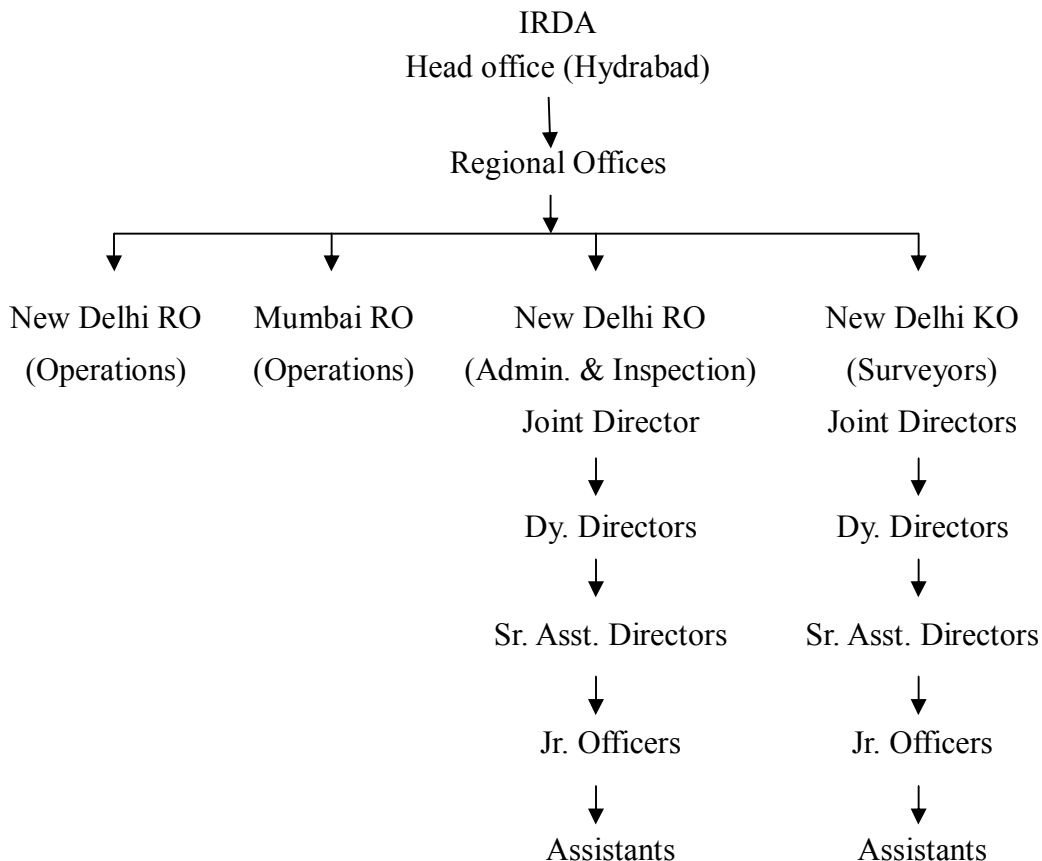 IRDA
Head office (Hydrabad)
Regional Offices
New Delhi RO
(Operations)
Mumbai RO
(Operations)
New Delhi RO
(Admin. & Inspection)
Joint Director
Dy. Directors
Sr. Asst. Directors
Jr. Officers
Assistants
New Delhi KO
(Surveyors)
Joint Directors
Dy. Directors
Sr. Asst. Directors
Jr. Officers
Assistants